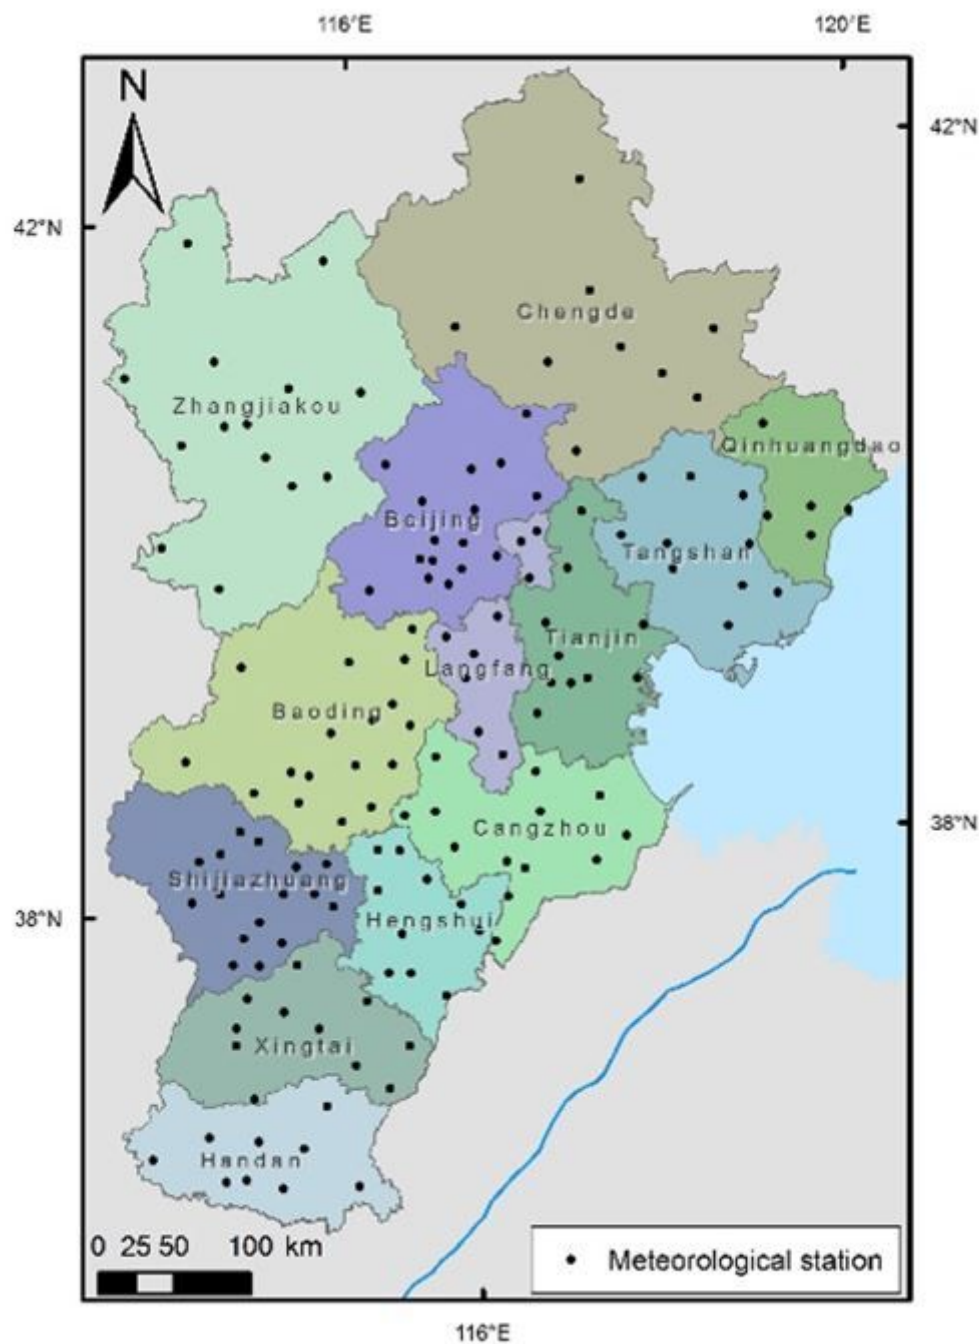 116°E 120°E
N
42°N
42°N
Chengde
Zhangjiakou
Qinhuangdao
Beijing
Tangshan
Tianjin
Langfang
Baoding
Cangzhou
38°N
Shijiazhuang
Hengshui
38°N
Xingtai
Handan
0 25 50 100 km
Meteorological station
116°E